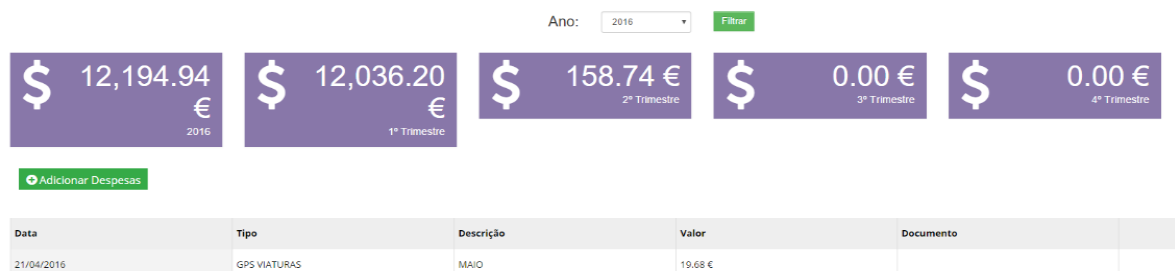 Ano: 2016 Filtrar
$ 12,194.94 €
2016
$ 12,036.20 €
1º Trimestre
$ 158.74 €
2º Trimestre
$ 0.00 €
3º Trimestre
$ 0.00 €
4º Trimestre
Adicionar Despesas
Data Tipo Descrição Valor Documento
21/04/2016 GPS VIATURAS MAIO 19.68 €